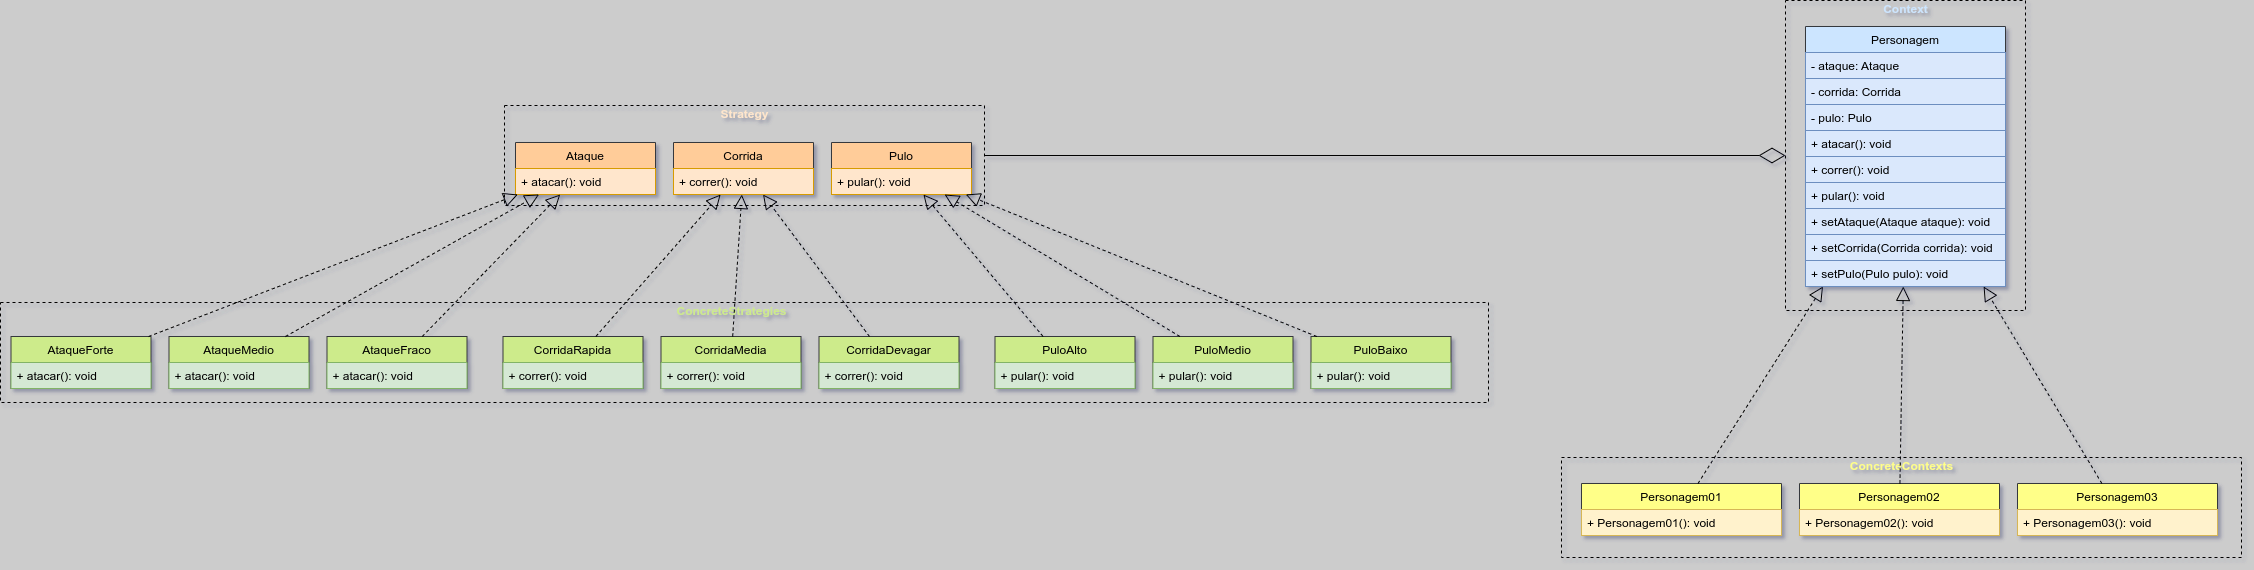 Context
Personagem
- ataque: Ataque
- corrida: Corrida
- pulo: Pulo
+ atacar(): void
+ correr(): void
+ pular(): void
+ setAtaque(Ataque ataque): void
+ setCorrida(Corrida corrida): void
+ setPulo(Pulo pulo): void
Strategy
Ataque
+ atacar(): void
Corrida
+ correr(): void
Pulo
+ pular(): void
ConcreteStrategies
AtaqueForte
+ atacar(): void
AtaqueMedio
+ atacar(): void
AtaqueFraco
+ atacar(): void
CorridaRapida
+ correr(): void
CorridaMedia
+ correr(): void
CorridaDevagar
+ correr(): void
PuloAlto
+ pular(): void
PuloMedio
+ pular(): void
PuloBaixo
+ pular(): void
ConcreteContexts
Personagem01
+ Personagem01(): void
Personagem02
+ Personagem02(): void
Personagem03
+ Personagem03(): void